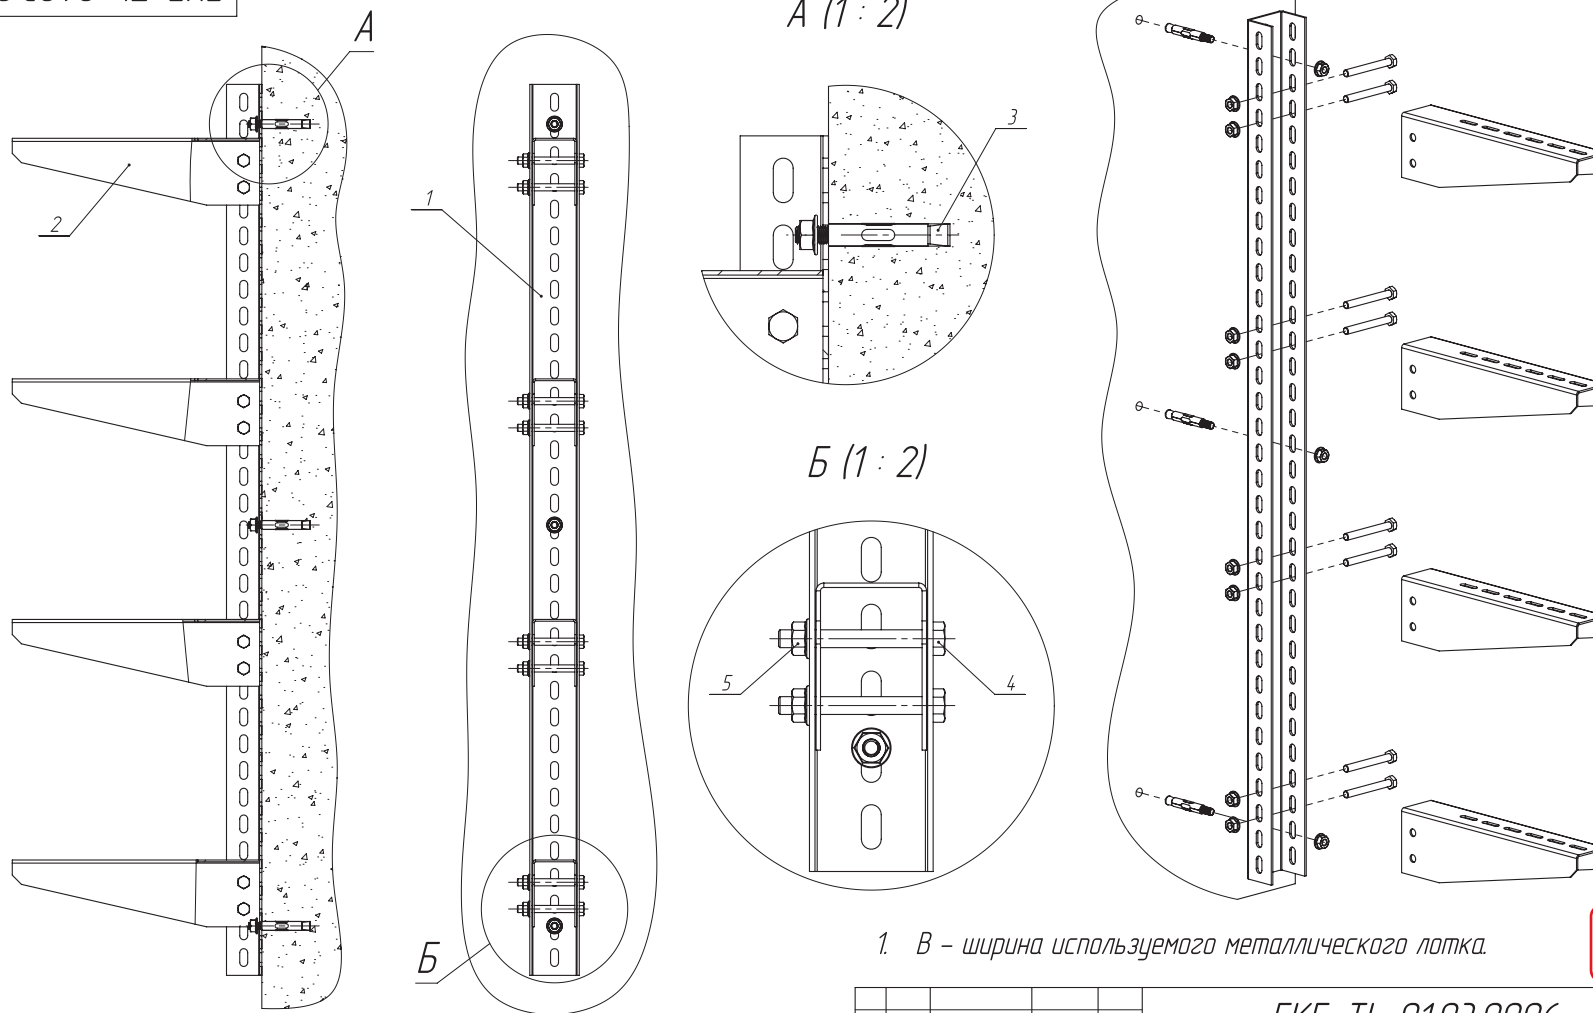 А
А (1 : 2)
3
2
1
Б (1 : 2)
5
4
Б
1. В – ширина используемого металлического лотка.